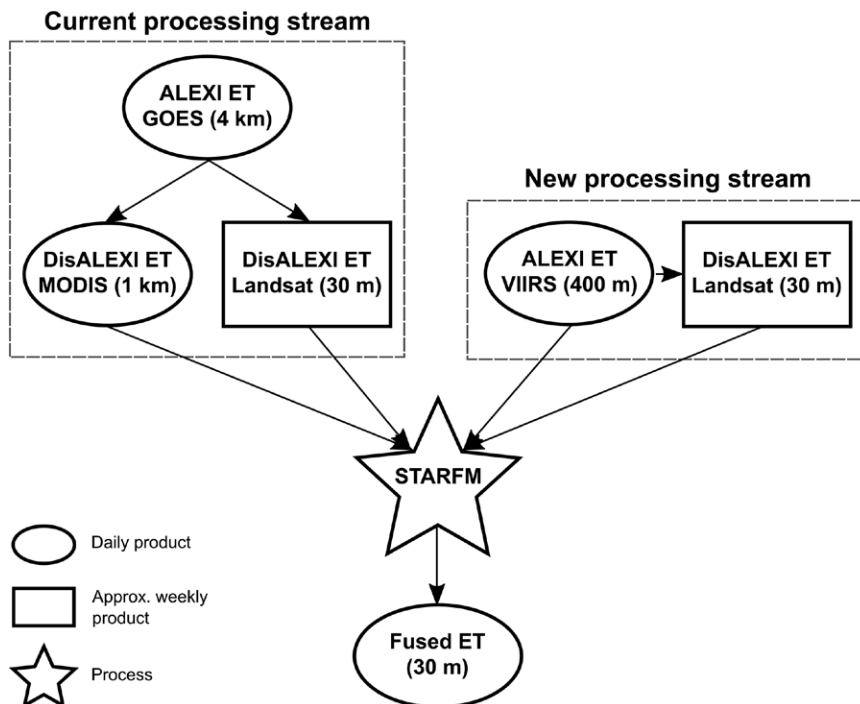 Current processing stream
ALEXI ET
GOES (4 km)
DisALEXI ET
MODIS (1 km)
DisALEXI ET
Landsat (30 m)
New processing stream
ALEXI ET
VIIRS (400 m)
DisALEXI ET
Landsat (30 m)
STARFM
Fused ET
(30 m)
Daily product
Approx. weekly
product
Process